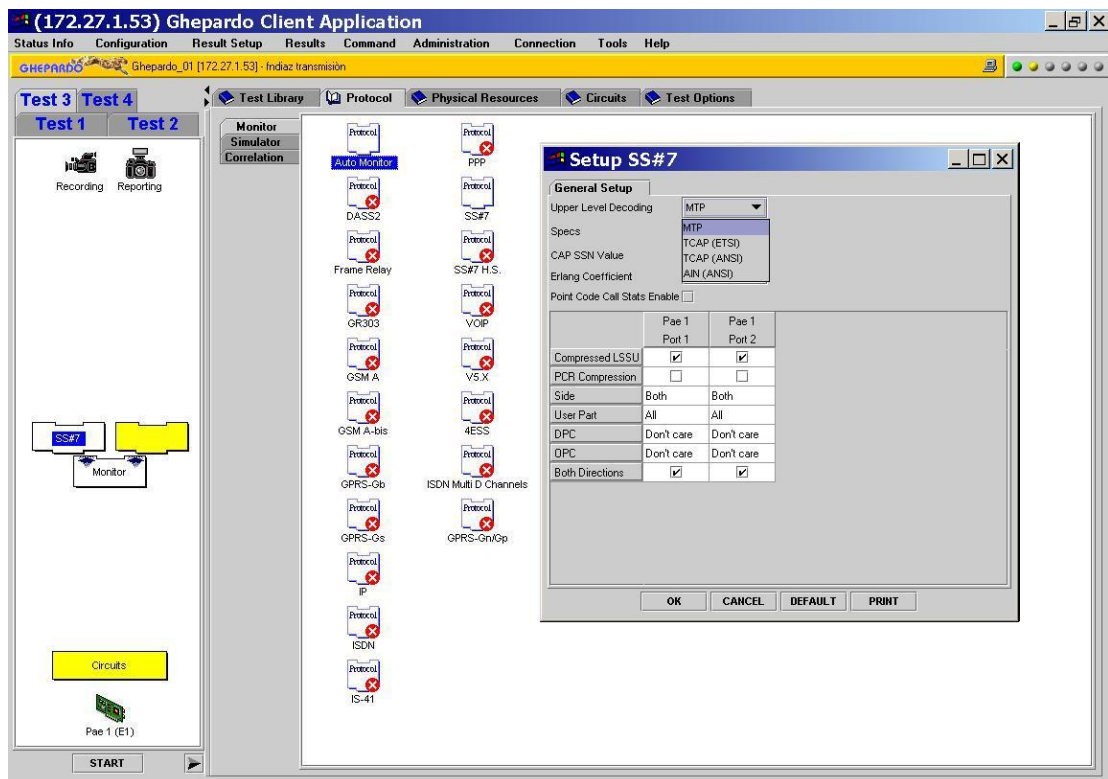 (172.27.1.53) Ghepardo Client Application
Status Info Configuration Result Setup Results Command Administration Connection Tools Help
GHEPARDO Ghepardo_01 [172.27.1.53] - fndiaz transmisiòn
Test 3 Test 4
Test 1 Test 2
Recording Reporting
SS#7
Monitor
Circuits
Pae 1 (E1)
START
Test Library Protocol Physical Resources Circuits Test Options
Monitor
Simulator
Correlation
Protocol Protocol
Auto Monitor PPP
Protocol Protocol
DASS2 SS#7
Protocol Protocol
Frame Relay SS#7 H.S.
Protocol Protocol
GR303 VOIP
Protocol Protocol
GSM A V5.X
Protocol Protocol
GSM A-bis 4ESS
Protocol Protocol
GPRS-Gb ISDN Multi D Channels
Protocol Protocol
GPRS-Gs GPRS-Gn/Gp
Protocol
IP
Protocol
ISDN
Protocol
IS-41
Setup SS#7
General Setup
Upper Level Decoding MTP
Specs MTP
TCAP (ETSI)
CAP SSN Value TCAP (ANSI)
Erlang Coefficient AIN (ANSI)
Point Code Call Stats Enable
Pae 1 Pae 1
Port 1 Port 2
Compressed LSSU
PCR Compression
Side Both Both
User Part All All
DPC Don't care Don't care
OPC Don't care Don't care
Both Directions
OK CANCEL DEFAULT PRINT